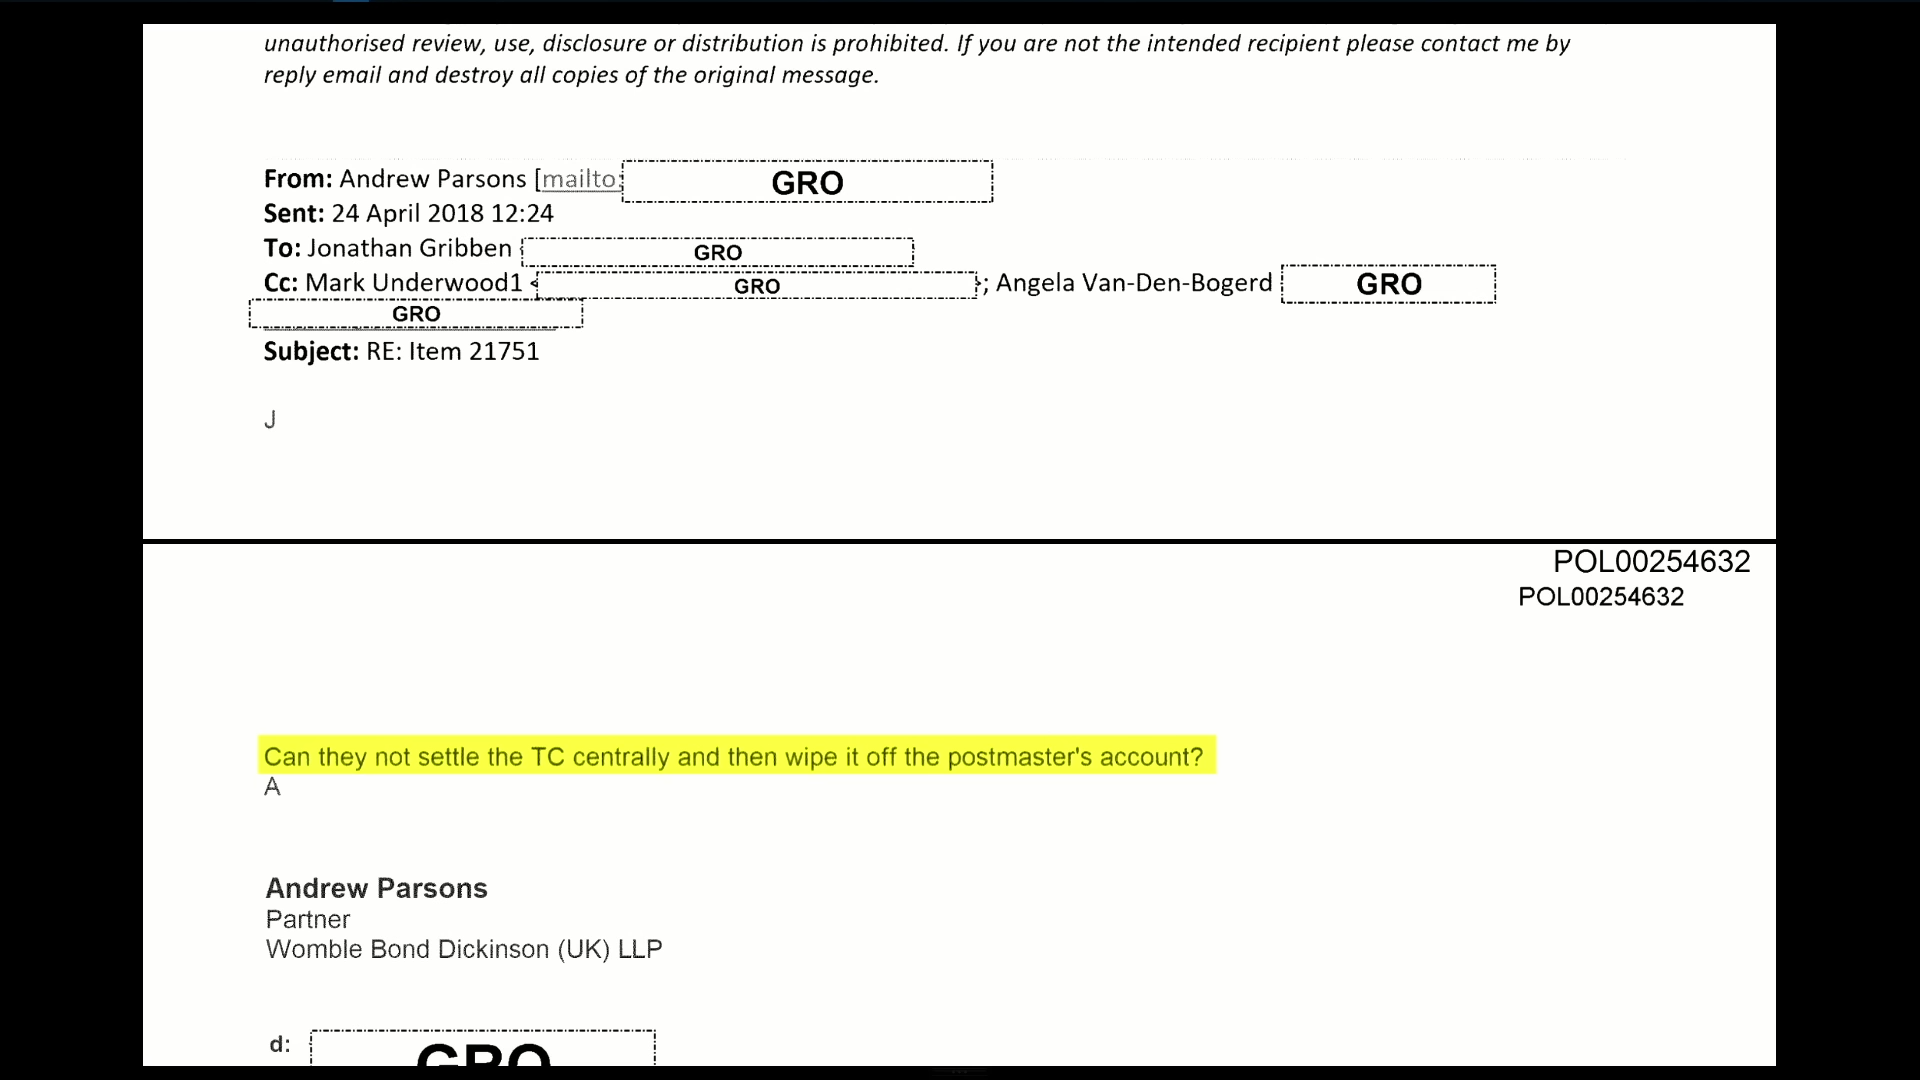 unauthorised review, use, disclosure or distribution is prohibited. If you are not the intended recipient please contact me by
reply email and destroy all copies of the original message.
From: Andrew Parsons [mailto: GRO
Sent: 24 April 2018 12:24
To: Jonathan Gribben GRO
Cc: Mark Underwood1 < GRO >; Angela Van-Den-Bogerd GRO
GRO
Subject: RE: Item 21751
J
POL00254632
POL00254632
Can they not settle the TC centrally and then wipe it off the postmaster's account?
A
Andrew Parsons
Partner
Womble Bond Dickinson (UK) LLP
d: GRO